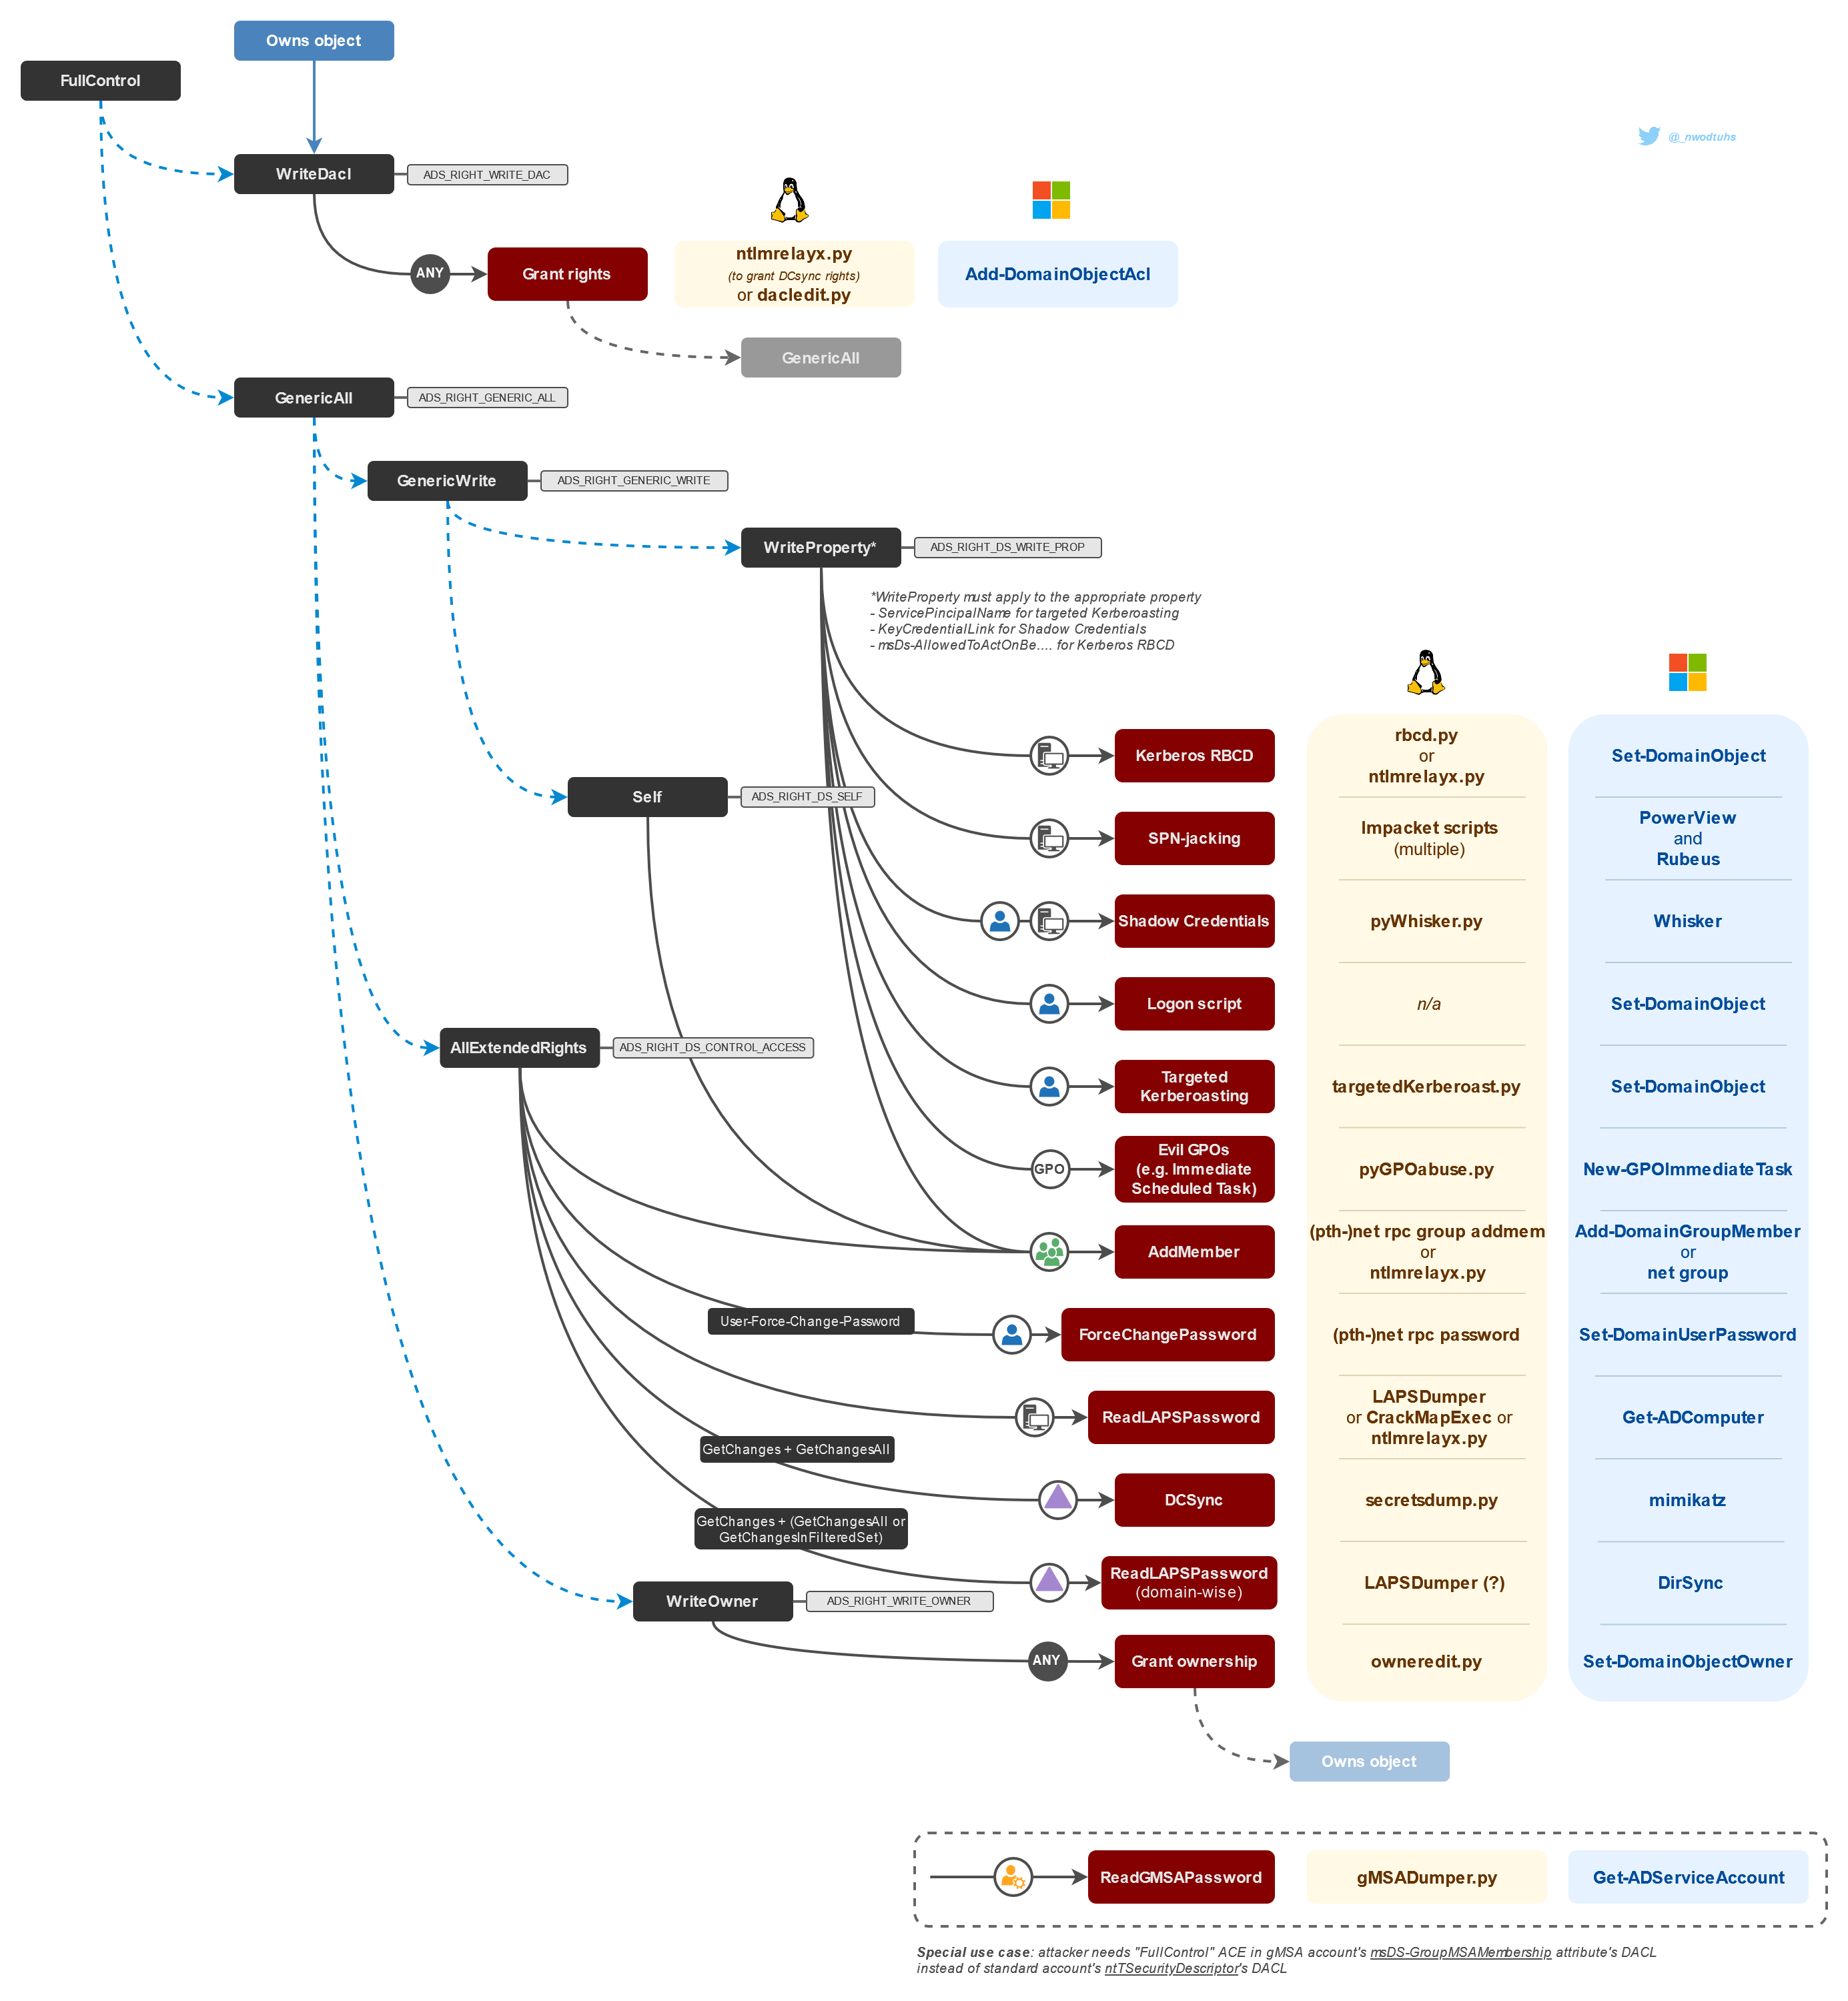 Owns object
FullControl
@_nwodtuhs
WriteDacl
ADS_RIGHT_WRITE_DAC
ANY
Grant rights
ntlmrelayx.py
(to grant DCsync rights)
or dacledit.py
Add-DomainObjectAcl
GenericAll
GenericAll
ADS_RIGHT_GENERIC_ALL
GenericWrite
ADS_RIGHT_GENERIC_WRITE
WriteProperty*
ADS_RIGHT_DS_WRITE_PROP
*WriteProperty must apply to the appropriate property
- ServicePincipalName for targeted Kerberoasting
- KeyCredentialLink for Shadow Credentials
- msDs-AllowedToActOnBe.... for Kerberos RBCD
Kerberos RBCD
rbcd.py
or
ntlmrelayx.py
Set-DomainObject
Self
ADS_RIGHT_DS_SELF
SPN-jacking
Impacket scripts
(multiple)
PowerView
and
Rubeus
Shadow Credentials
pyWhisker.py
Whisker
Logon script
n/a
Set-DomainObject
AllExtendedRights
ADS_RIGHT_DS_CONTROL_ACCESS
Targeted
Kerberoasting
targetedKerberoast.py
Set-DomainObject
GPO
Evil GPOs
(e.g. Immediate
Scheduled Task)
pyGPOabuse.py
New-GPOImmediateTask
AddMember
(pth-)net rpc group addmem
or
ntlmrelayx.py
Add-DomainGroupMember
or
net group
User-Force-Change-Password
ForceChangePassword
(pth-)net rpc password
Set-DomainUserPassword
ReadLAPSPassword
LAPSDumper
or CrackMapExec or
ntlmrelayx.py
Get-ADComputer
GetChanges + GetChangesAll
DCSync
secretsdump.py
mimikatz
GetChanges + (GetChangesAll or
GetChangesInFilteredSet)
ReadLAPSPassword
(domain-wise)
LAPSDumper (?)
DirSync
WriteOwner
ADS_RIGHT_WRITE_OWNER
ANY
Grant ownership
owneredit.py
Set-DomainObjectOwner
Owns object
ReadGMSAPassword
gMSADumper.py
Get-ADServiceAccount
Special use case: attacker needs "FullControl" ACE in gMSA account's msDS-GroupMSAMembership attribute's DACL
instead of standard account's ntTSecurityDescriptor's DACL